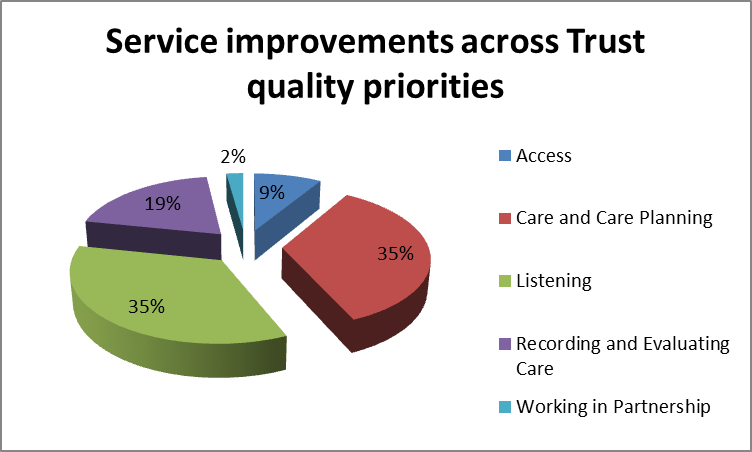 Service improvements across Trust
quality priorities
2%
9%
19%
35%
35%
Access
Care and Care Planning
Listening
Recording and Evaluating
Care
Working in Partnership